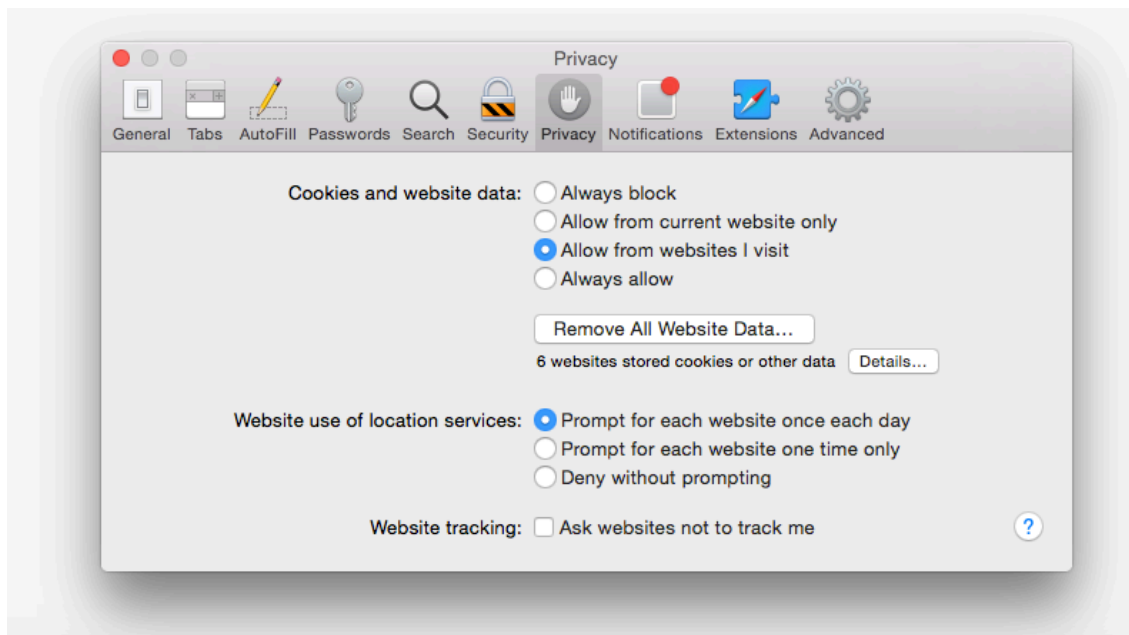 Privacy
General Tabs AutoFill Passwords Search Security Privacy Notifications Extensions Advanced
Cookies and website data: Always block
Allow from current website only
Allow from websites I visit
Always allow
Remove All Website Data...
6 websites stored cookies or other data Details...
Website use of location services: Prompt for each website once each day
Prompt for each website one time only
Deny without prompting
Website tracking: Ask websites not to track me ?